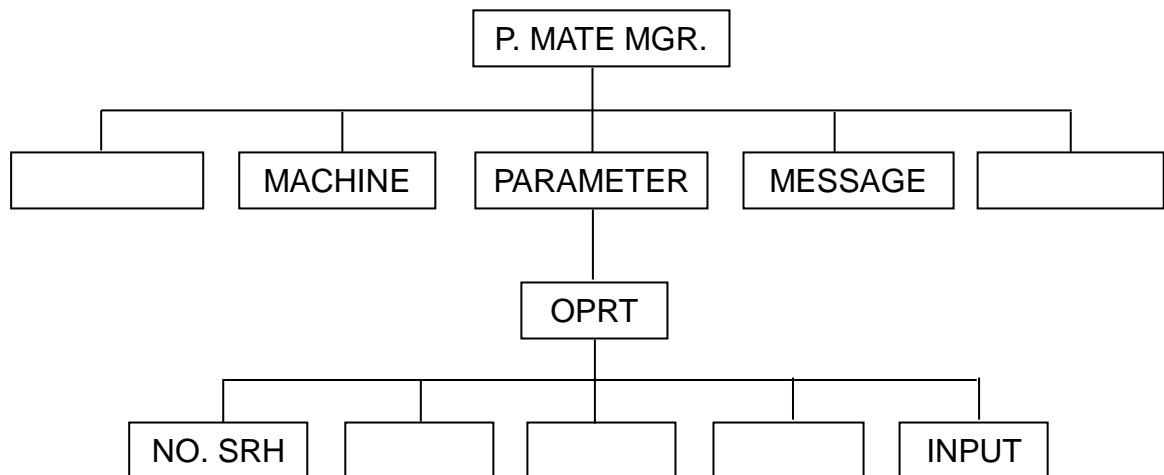 P. MATE MGR.
MACHINE
PARAMETER
MESSAGE
OPRT
NO. SRH
INPUT